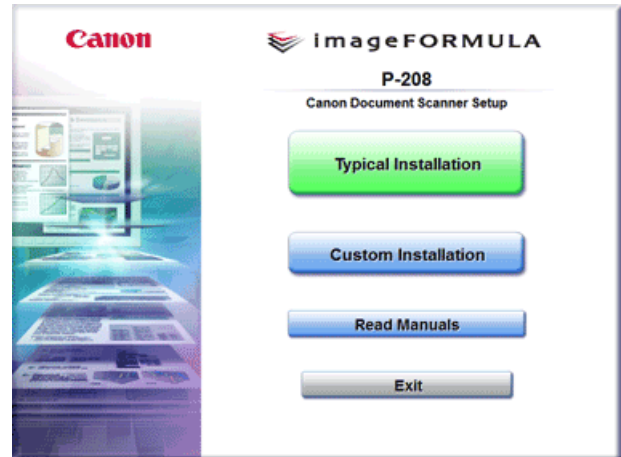 Canon
imageFORMULA
P-208
Canon Document Scanner Setup
Typical Installation
Custom Installation
Read Manuals
Exit